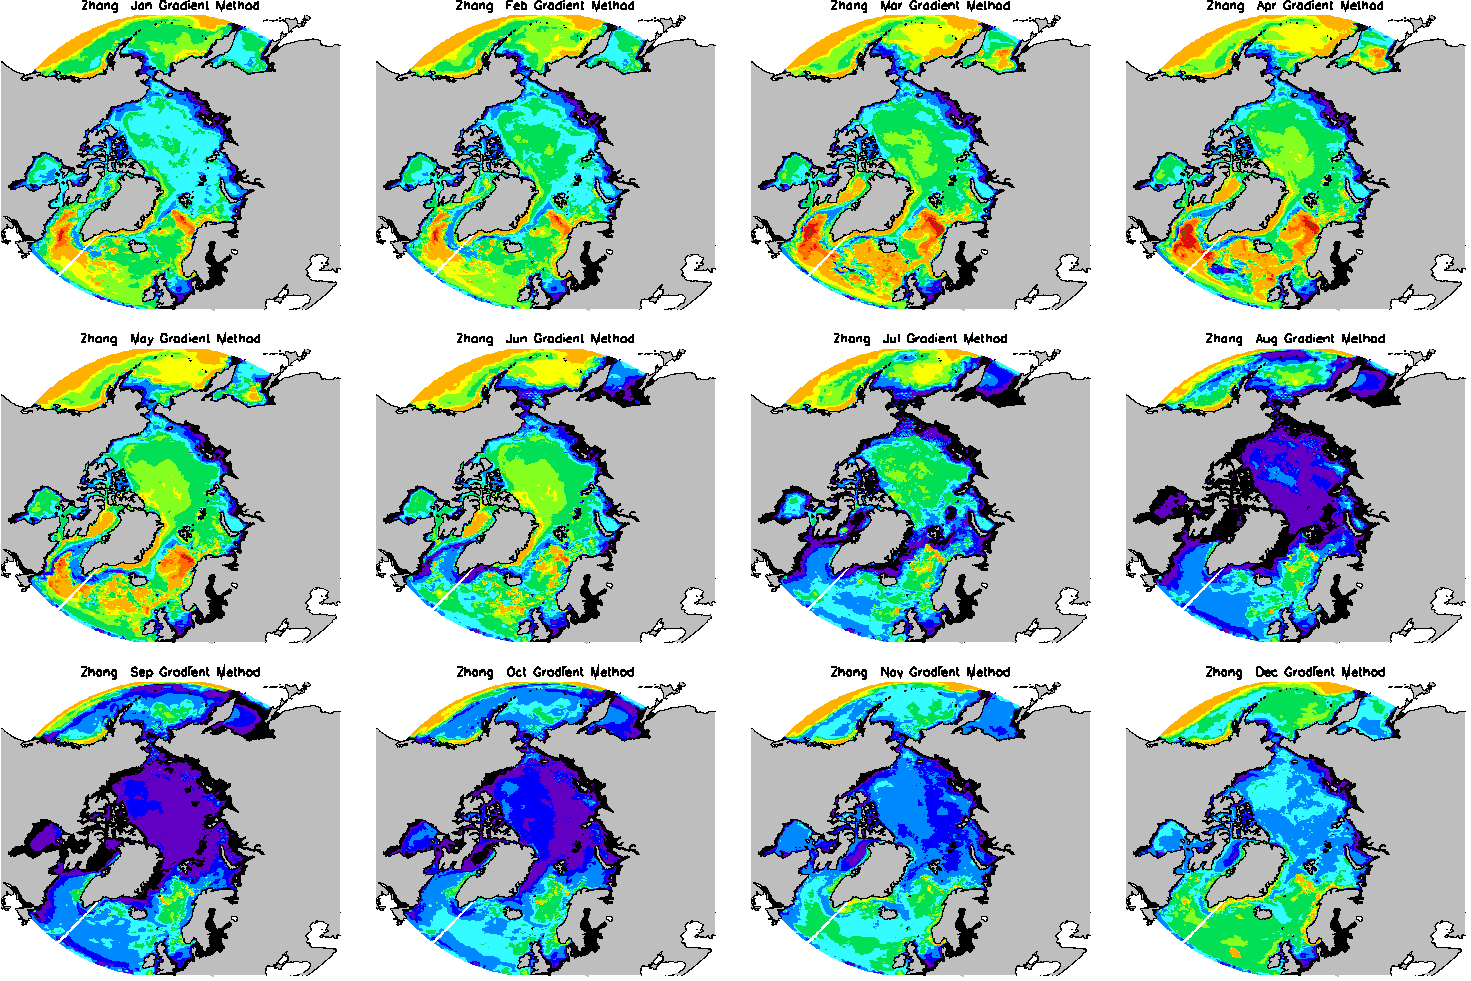 Zhang Jan Gradient Method
Zhang Feb Gradient Method
Zhang Mar Gradient Method
Zhang Apr Gradient Method
Zhang May Gradient Method
Zhang Jun Gradient Method
Zhang Jul Gradient Method
Zhang Aug Gradient Method
Zhang Sep Gradient Method
Zhang Oct Gradient Method
Zhang Nov Gradient Method
Zhang Dec Gradient Method